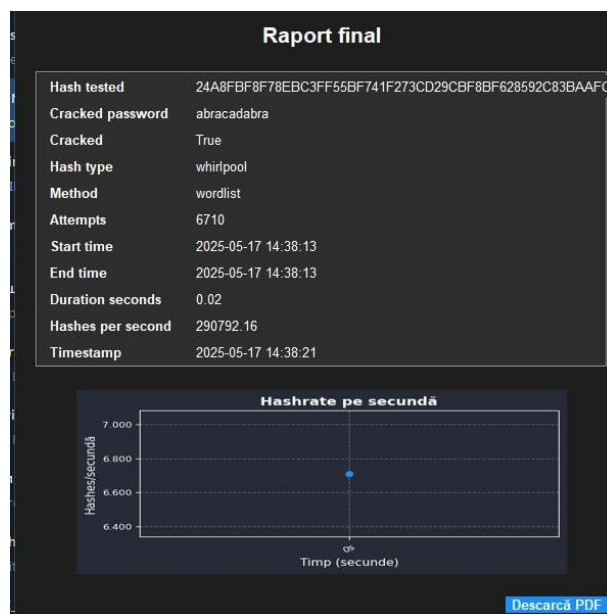 Raport final
Hash tested 24A8FBF8F78EBC3FF55BF741F273CD29CBF8BF628592C83BAAFC
Cracked password abracadabra
Cracked True
Hash type whirlpool
Method wordlist
Attempts 6710
Start time 2025-05-17 14:38:13
End time 2025-05-17 14:38:13
Duration seconds 0.02
Hashes per second 290792.16
Timestamp 2025-05-17 14:38:21
Hashrate pe secundă
7.000
6.800
6.600
6.400
Hashes/secundă
0s
Timp (secunde)
Descarcă PDF